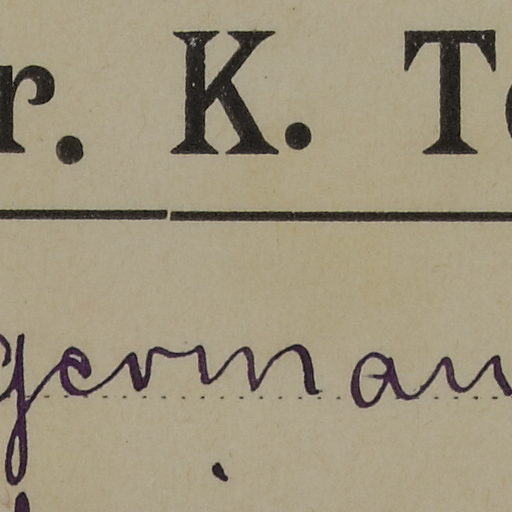 r. K. T
german